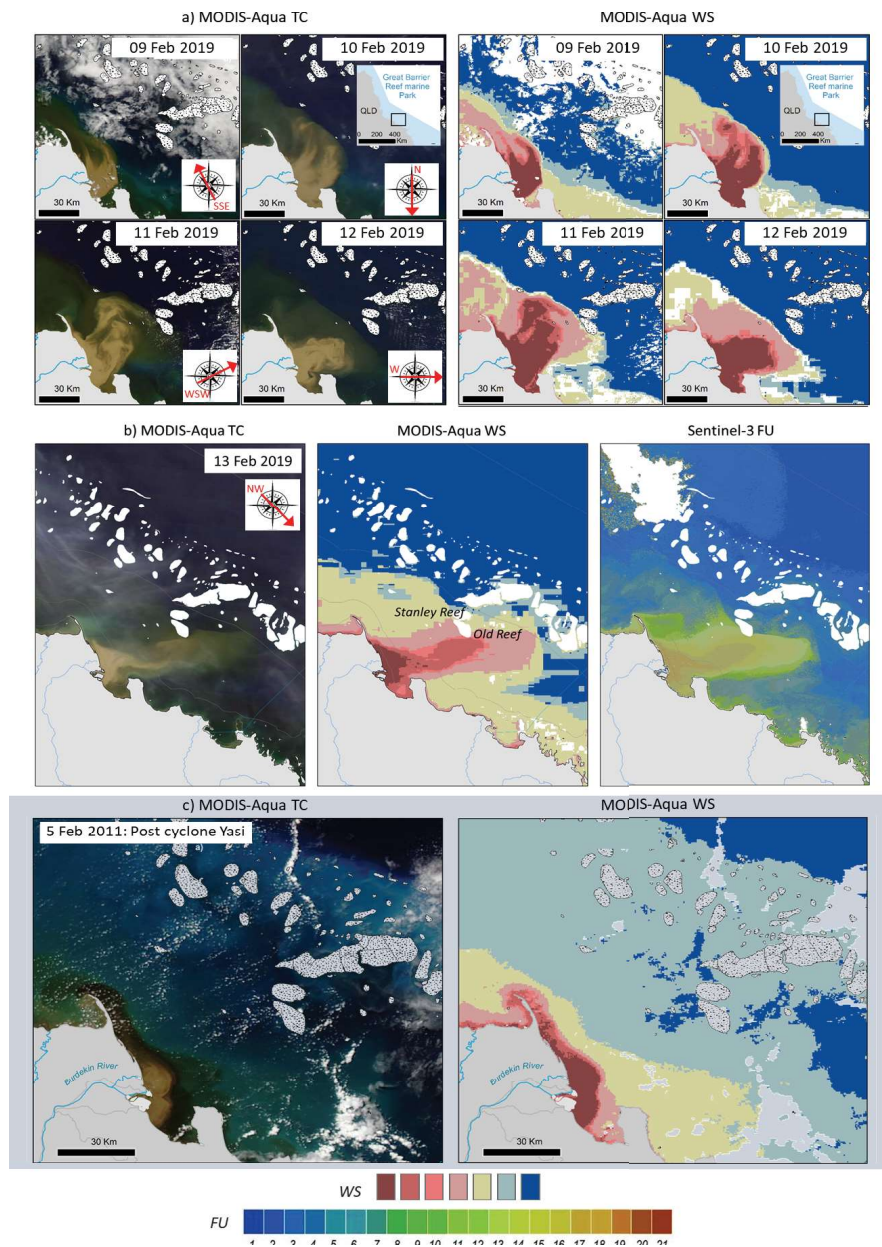 a) MODIS-Aqua TC
MODIS-Aqua WS
09 Feb 2019
10 Feb 2019
09 Feb 2019
10 Feb 2019
Great Barrier
Reef marine
Park
QLD
0 200 400
Km
Great Barrier
Reef marine
Park
QLD
0 200 400
Km
SSE
N
30 Km
30 Km
30 Km
30 Km
11 Feb 2019
12 Feb 2019
11 Feb 2019
12 Feb 2019
WSW
W
30 Km
30 Km
30 Km
30 Km
b) MODIS-Aqua TC
MODIS-Aqua WS
Sentinel-3 FU
13 Feb 2019
NW
Stanley Reef
Old Reef
c) MODIS-Aqua TC
MODIS-Aqua WS
5 Feb 2011: Post cyclone Yasi
a)
Burdekin River
Burdekin River
30 Km
30 Km
WS
FU
1 2 3 4 5 6 7 8 9 10 11 12 13 14 15 16 17 18 19 20 21